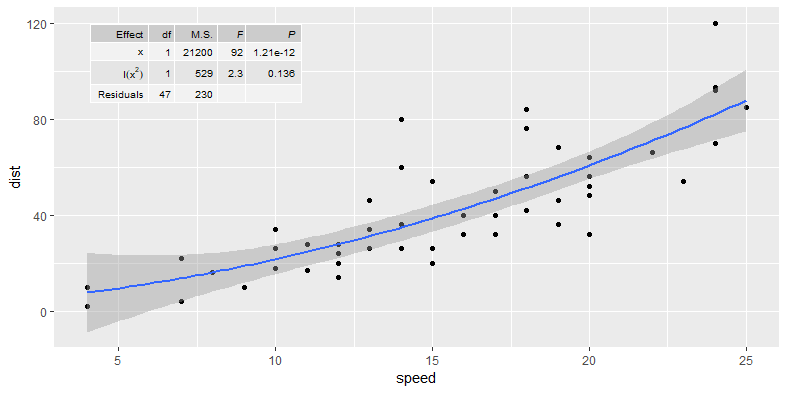 Effect df M.S. F P
x 1 21200 92 1.21e-12
I(x²) 1 529 2.3 0.136
Residuals 47 230
120
80
40
0
dist
5 10 15 20 25
speed